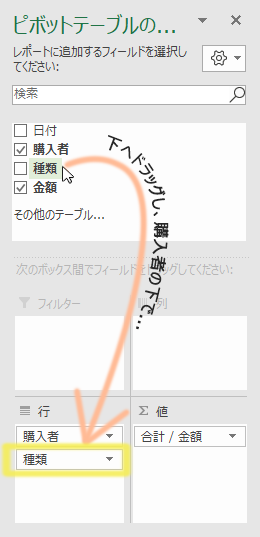 ピボットテーブルの...
レポートに追加するフィールドを選択し
てください:
検索
日付
購入者
種類
金額
その他のテーブル...
下へドラッグし、購入者の下で…
次のボックス間でフィールドをドラッグしてください:
フィルター
列
行
Σ 値
購入者
合計 / 金額
種類